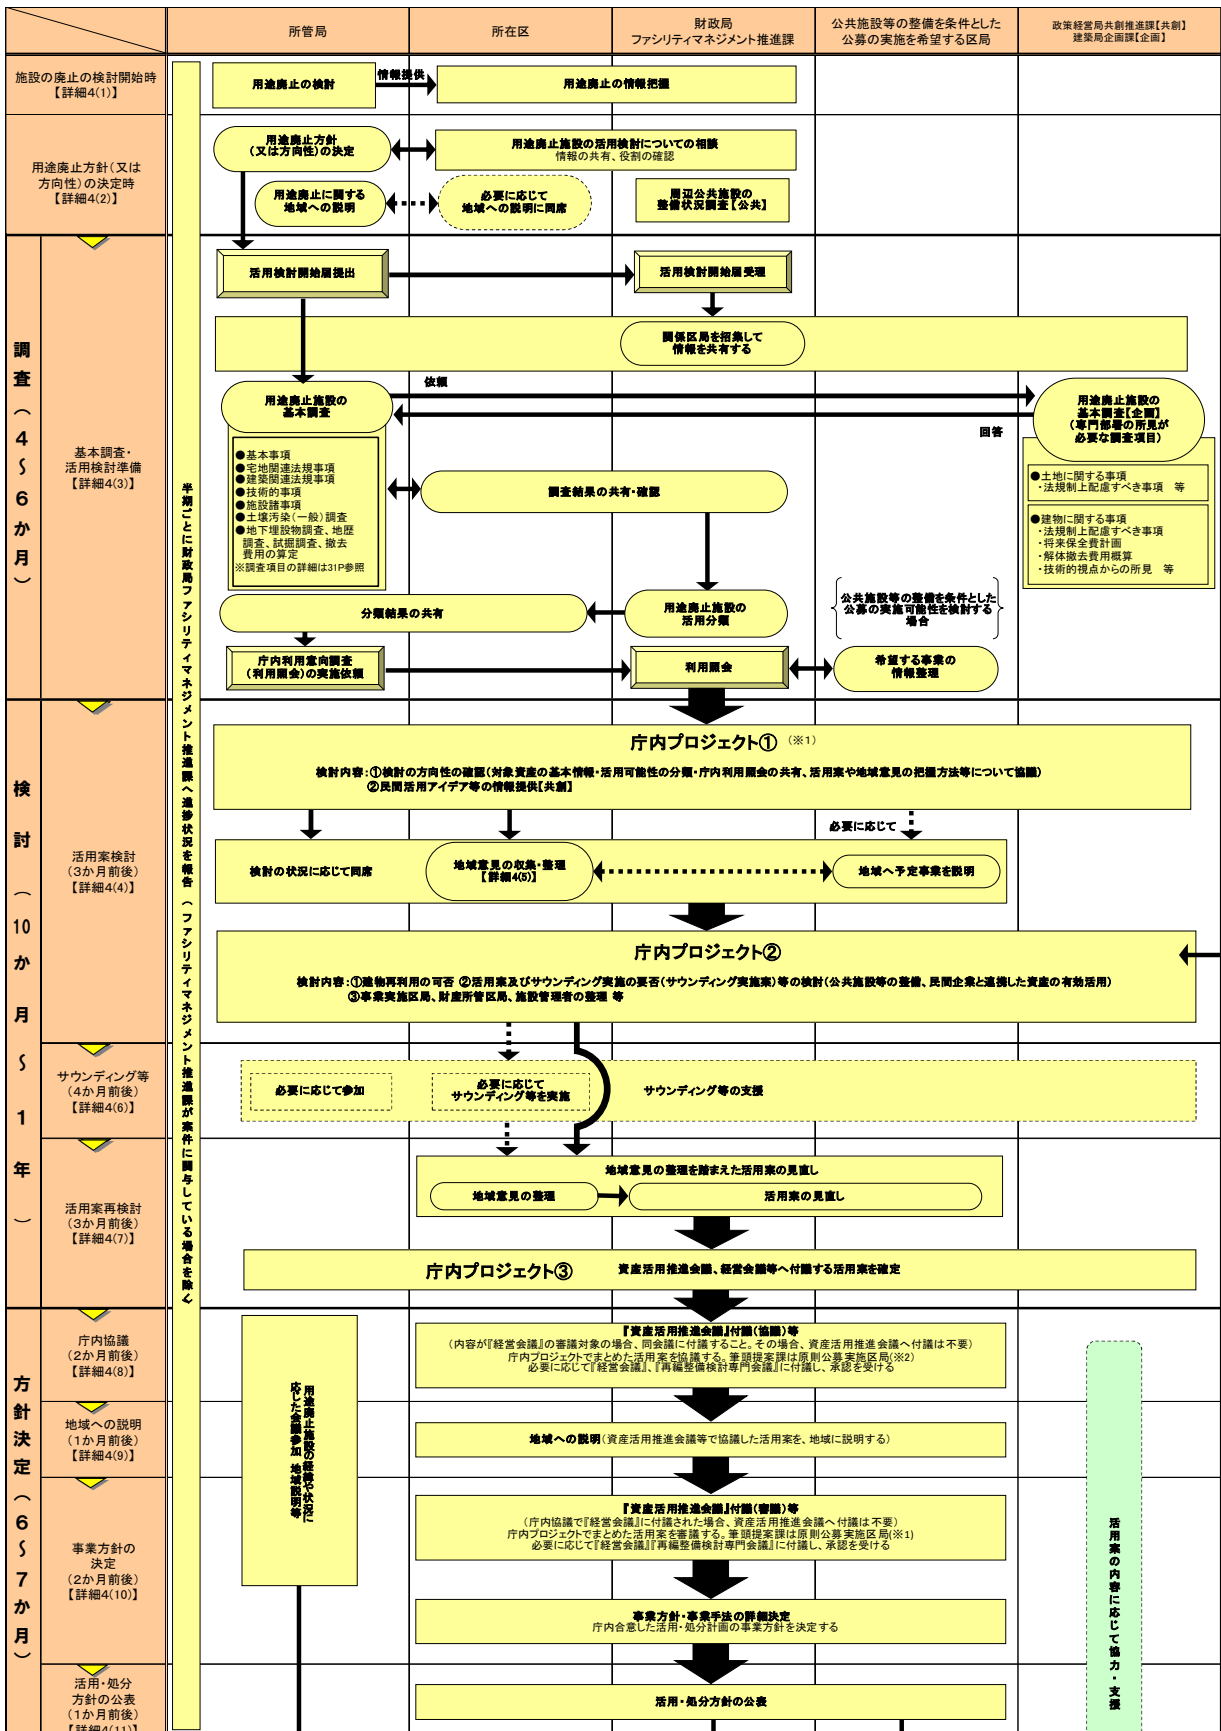 所管局
所在区
財政局
ファシリティマネジメント推進課
公共施設等の整備を条件とした
公募の実施を希望する区局
政策経営局共創推進課【共創】
建築局企画課【企画】
施設の廃止の検討開始時
【詳細4(1)】
用途廃止の検討
情報提供
用途廃止の情報把握
用途廃止方針(又は
方向性)の決定時
【詳細4(2)】
用途廃止方針
(又は方向性)の決定
用途廃止施設の活用検討についての相談
情報の共有、役割の確認
用途廃止に関する
地域への説明
必要に応じて
地域への説明に同席
周辺公共施設の
整備状況調査【公共】
調査(4~6か月)
基本調査・
活用検討準備
【詳細4(3)】
半期ごとに財政局ファシリティマネジメント推進課へ進捗状況を報告(ファシリティマネジメント推進課が案件に関与している場合を除く
活用検討開始届提出
活用検討開始届受理
関係区局を招集して
情報を共有する
依頼
用途廃止施設の
基本調査
用途廃止施設の
基本調査【企画】
(専門部署の所見が
必要な調査項目)
回答
●基本事項
●宅地関連法規事項
●建築関連法規事項
●技術的事項
●施設諸事項
●土壌汚染(一般)調査
●地下埋設物調査、地歴
調査、試掘調査、撤去
費用の算定
※調査項目の詳細は31P参照
調査結果の共有・確認
●土地に関する事項
・法規制上配慮すべき事項 等
●建物に関する事項
・法規制上配慮すべき事項
・将来保全費計画
・解体撤去費用概算
・技術的視点からの所見 等
分類結果の共有
用途廃止施設の
活用分類
公共施設等の整備を条件とした
公募の実施可能性を検討する
場合
庁内利用意向調査
(利用照会)の実施依頼
利用照会
希望する事業の
情報整理
検討(10か月~1年)
活用案検討
(3か月前後)
【詳細4(4)】
庁内プロジェクト① (※1)
検討内容:①検討の方向性の確認(対象資産の基本情報・活用可能性の分類・庁内利用照会の共有、活用案や地域意見の把握方法等について協議)
②民間活用アイデア等の情報提供【共創】
必要に応じて
検討の状況に応じて同席
地域意見の収集・整理
【詳細4(5)】
地域へ予定事業を説明
庁内プロジェクト②
検討内容:①建物再利用の可否 ②活用案及びサウンディング実施の要否(サウンディング実施案)等の検討(公共施設等の整備、民間企業と連携した資産の有効活用)
③事業実施区局、財産所管区局、施設管理者の整理 等
サウンディング等
(4か月前後)
【詳細4(6)】
必要に応じて参加
必要に応じて
サウンディング等を実施
サウンディング等の支援
活用案再検討
(3か月前後)
【詳細4(7)】
地域意見の整理を踏まえた活用案の見直し
地域意見の整理
活用案の見直し
庁内プロジェクト③
資産活用推進会議、経営会議等へ付議する活用案を確定
方針決定(6~7か月)
庁内協議
(2か月前後)
【詳細4(8)】
用途廃止施設の経緯や状況に
応じた会議参加 地域説明等
『資産活用推進会議』付議(協議)等
(内容が『経営会議』の審議対象の場合、同会議に付議すること。その場合、資産活用推進会議へ付議は不要)
庁内プロジェクトでまとめた活用案を協議する。筆頭提案課は原則公募実施区局(※2)
必要に応じて『経営会議』、『再編整備検討専門会議』に付議し、承認を受ける
地域への説明
(1か月前後)
【詳細4(9)】
地域への説明(資産活用推進会議等で協議した活用案を、地域に説明する)
事業方針の
決定
(2か月前後)
【詳細4(10)】
『資産活用推進会議』付議(審議)等
(庁内協議で『経営会議』に付議された場合、資産活用推進会議へ付議は不要)
庁内プロジェクトでまとめた活用案を審議する。筆頭提案課は原則公募実施区局(※1)
必要に応じて『経営会議』『再編整備検討専門会議』に付議し、承認を受ける
事業方針・事業手法の詳細決定
庁内合意した活用・処分計画の事業方針を決定する
活用案の内容に応じて協力・支援
活用・処分
方針の公表
(1か月前後)
【詳細4(11)】
活用・処分方針の公表